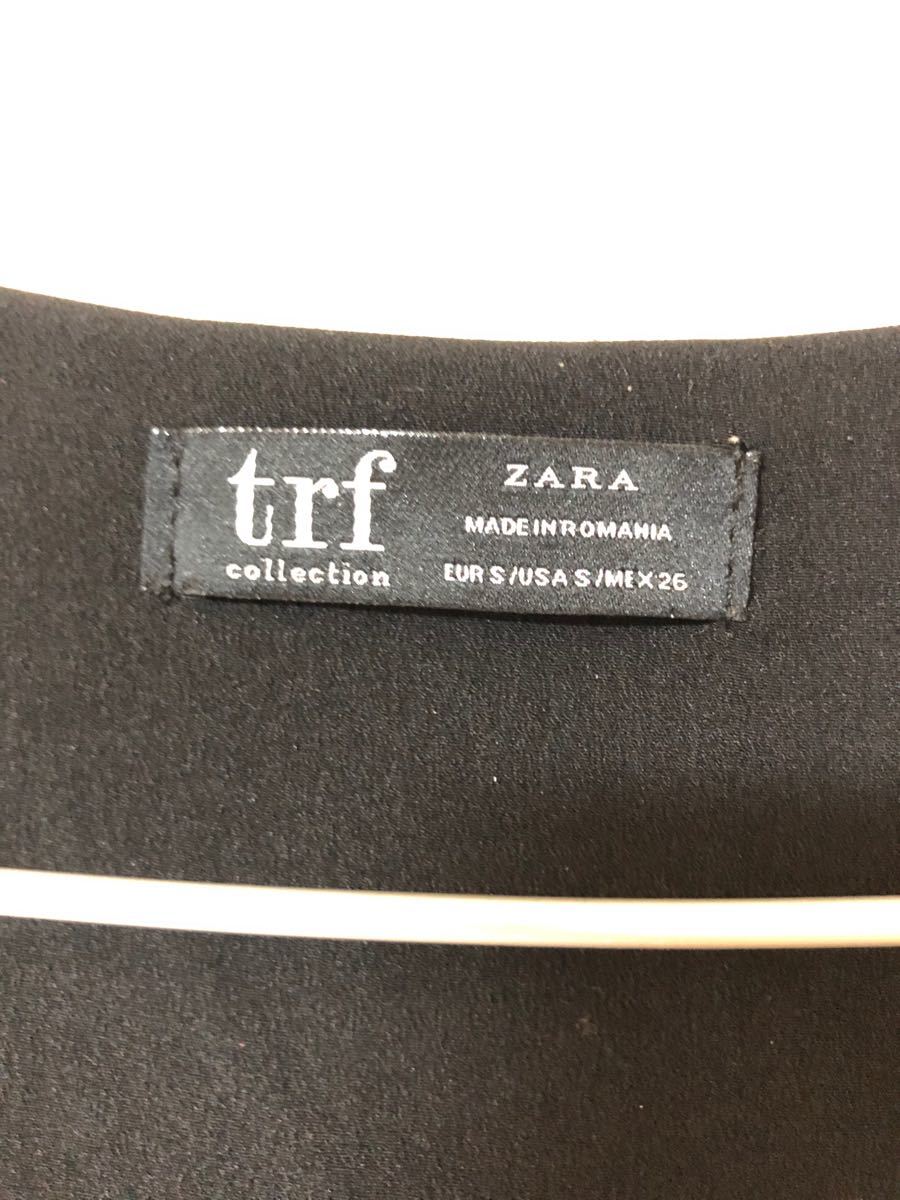 trf
collection
ZARA
MADE IN ROMANIA
EUR S/USA S/MEX 26